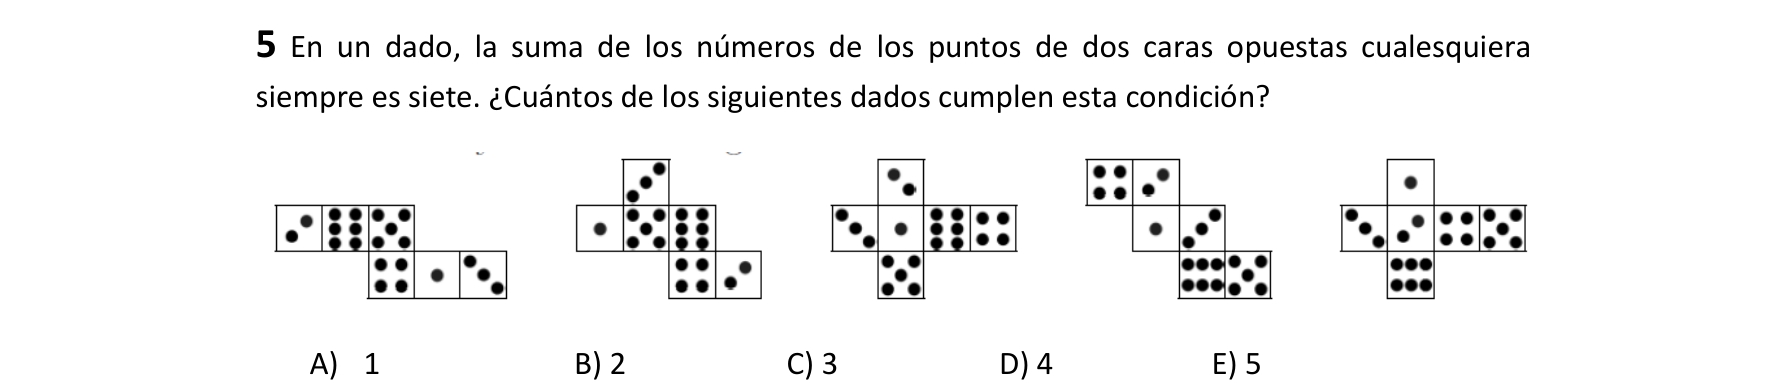 5 En un dado, la suma de los números de los puntos de dos caras opuestas cualesquiera
siempre es siete. ¿Cuántos de los siguientes dados cumplen esta condición?
A) 1 B) 2 C) 3 D) 4 E) 5